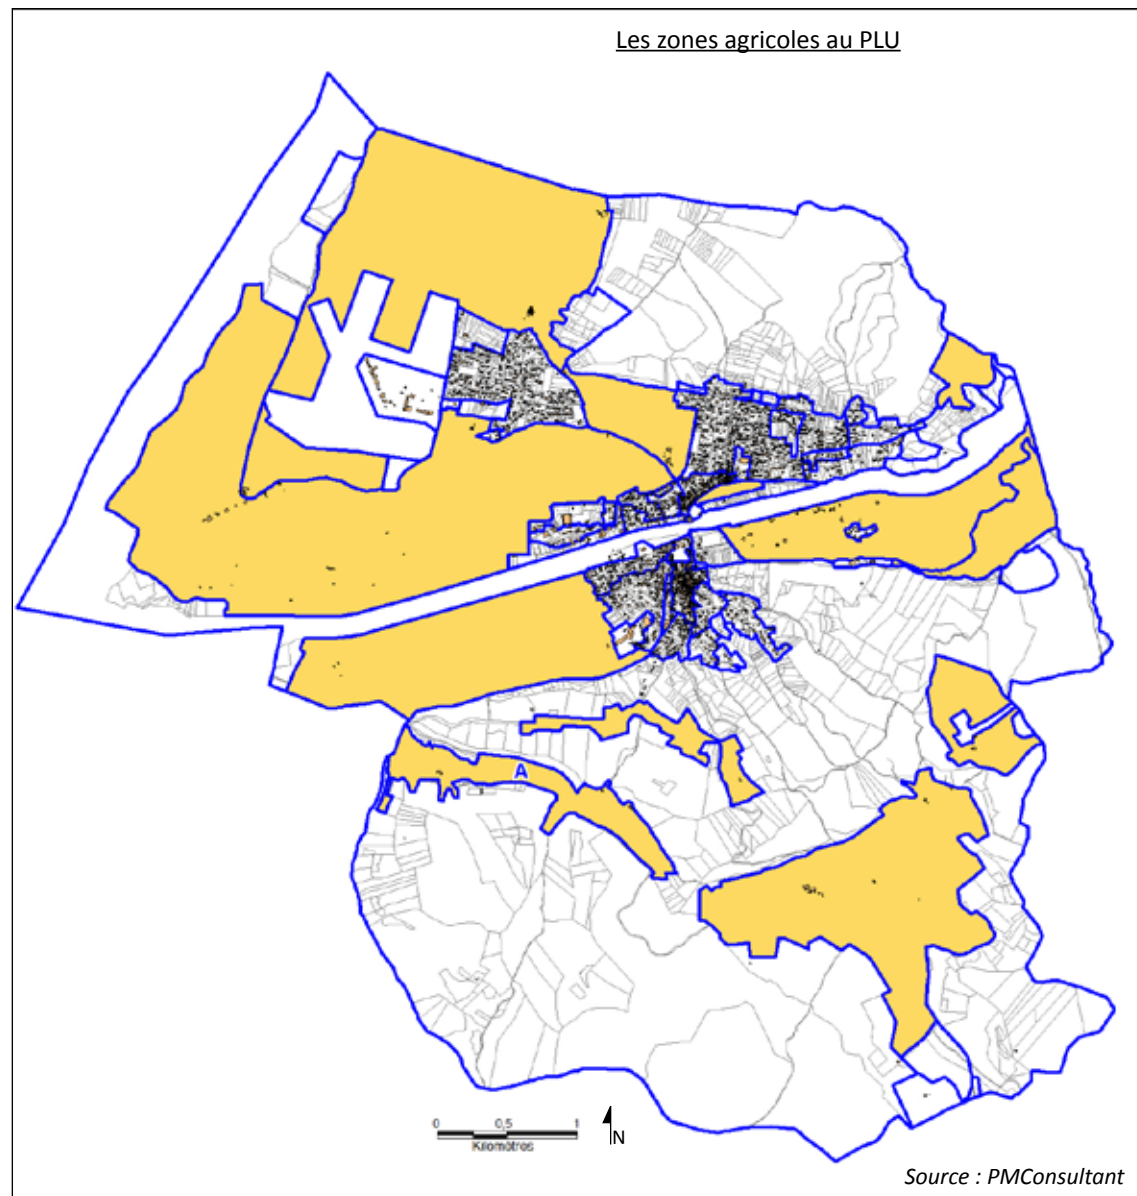 Les zones agricoles au PLU
A
0 0,5 1
Kilomètres
N
Source : PMConsultant